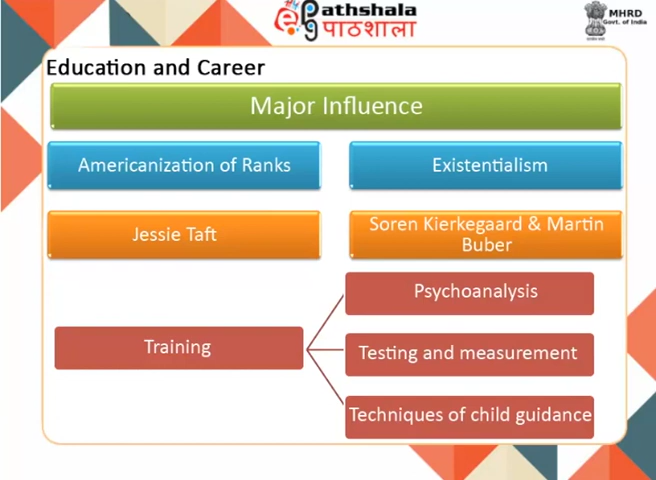 Pathshala
पाठशाला
MHRD
Govt. of India
Education and Career
Major Influence
Americanization of Ranks
Existentialism
Jessie Taft
Soren Kierkegaard & Martin
Buber
Psychoanalysis
Training
Testing and measurement
Techniques of child guidance